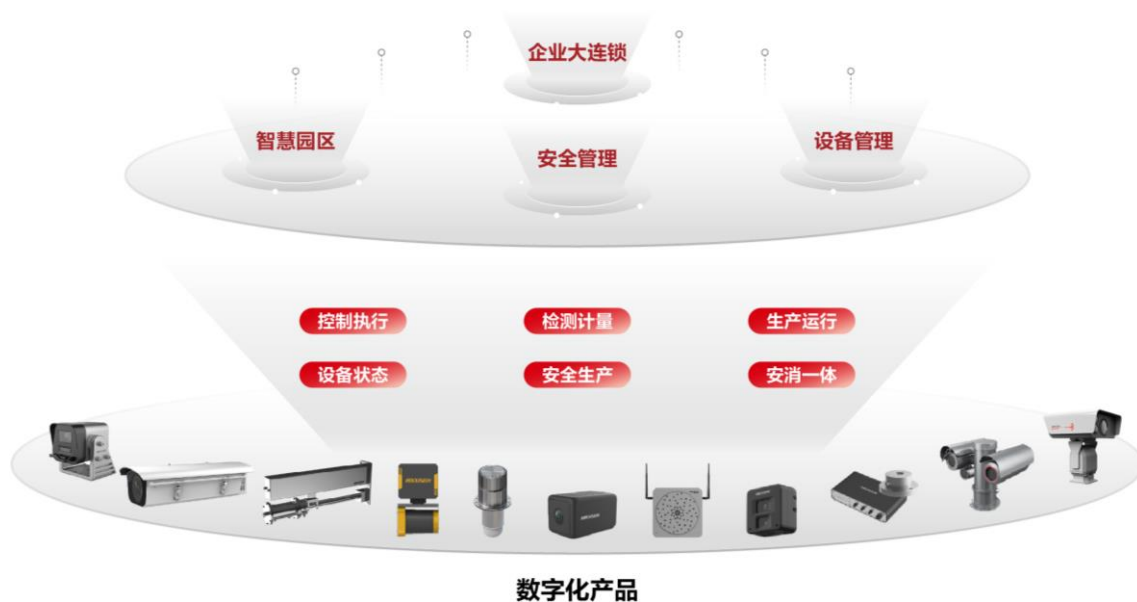 企业大连锁
智慧园区
安全管理
设备管理
控制执行
检测计量
生产运行
设备状态
安全生产
安消一体
HIKVISION
HIKVISION
数字化产品